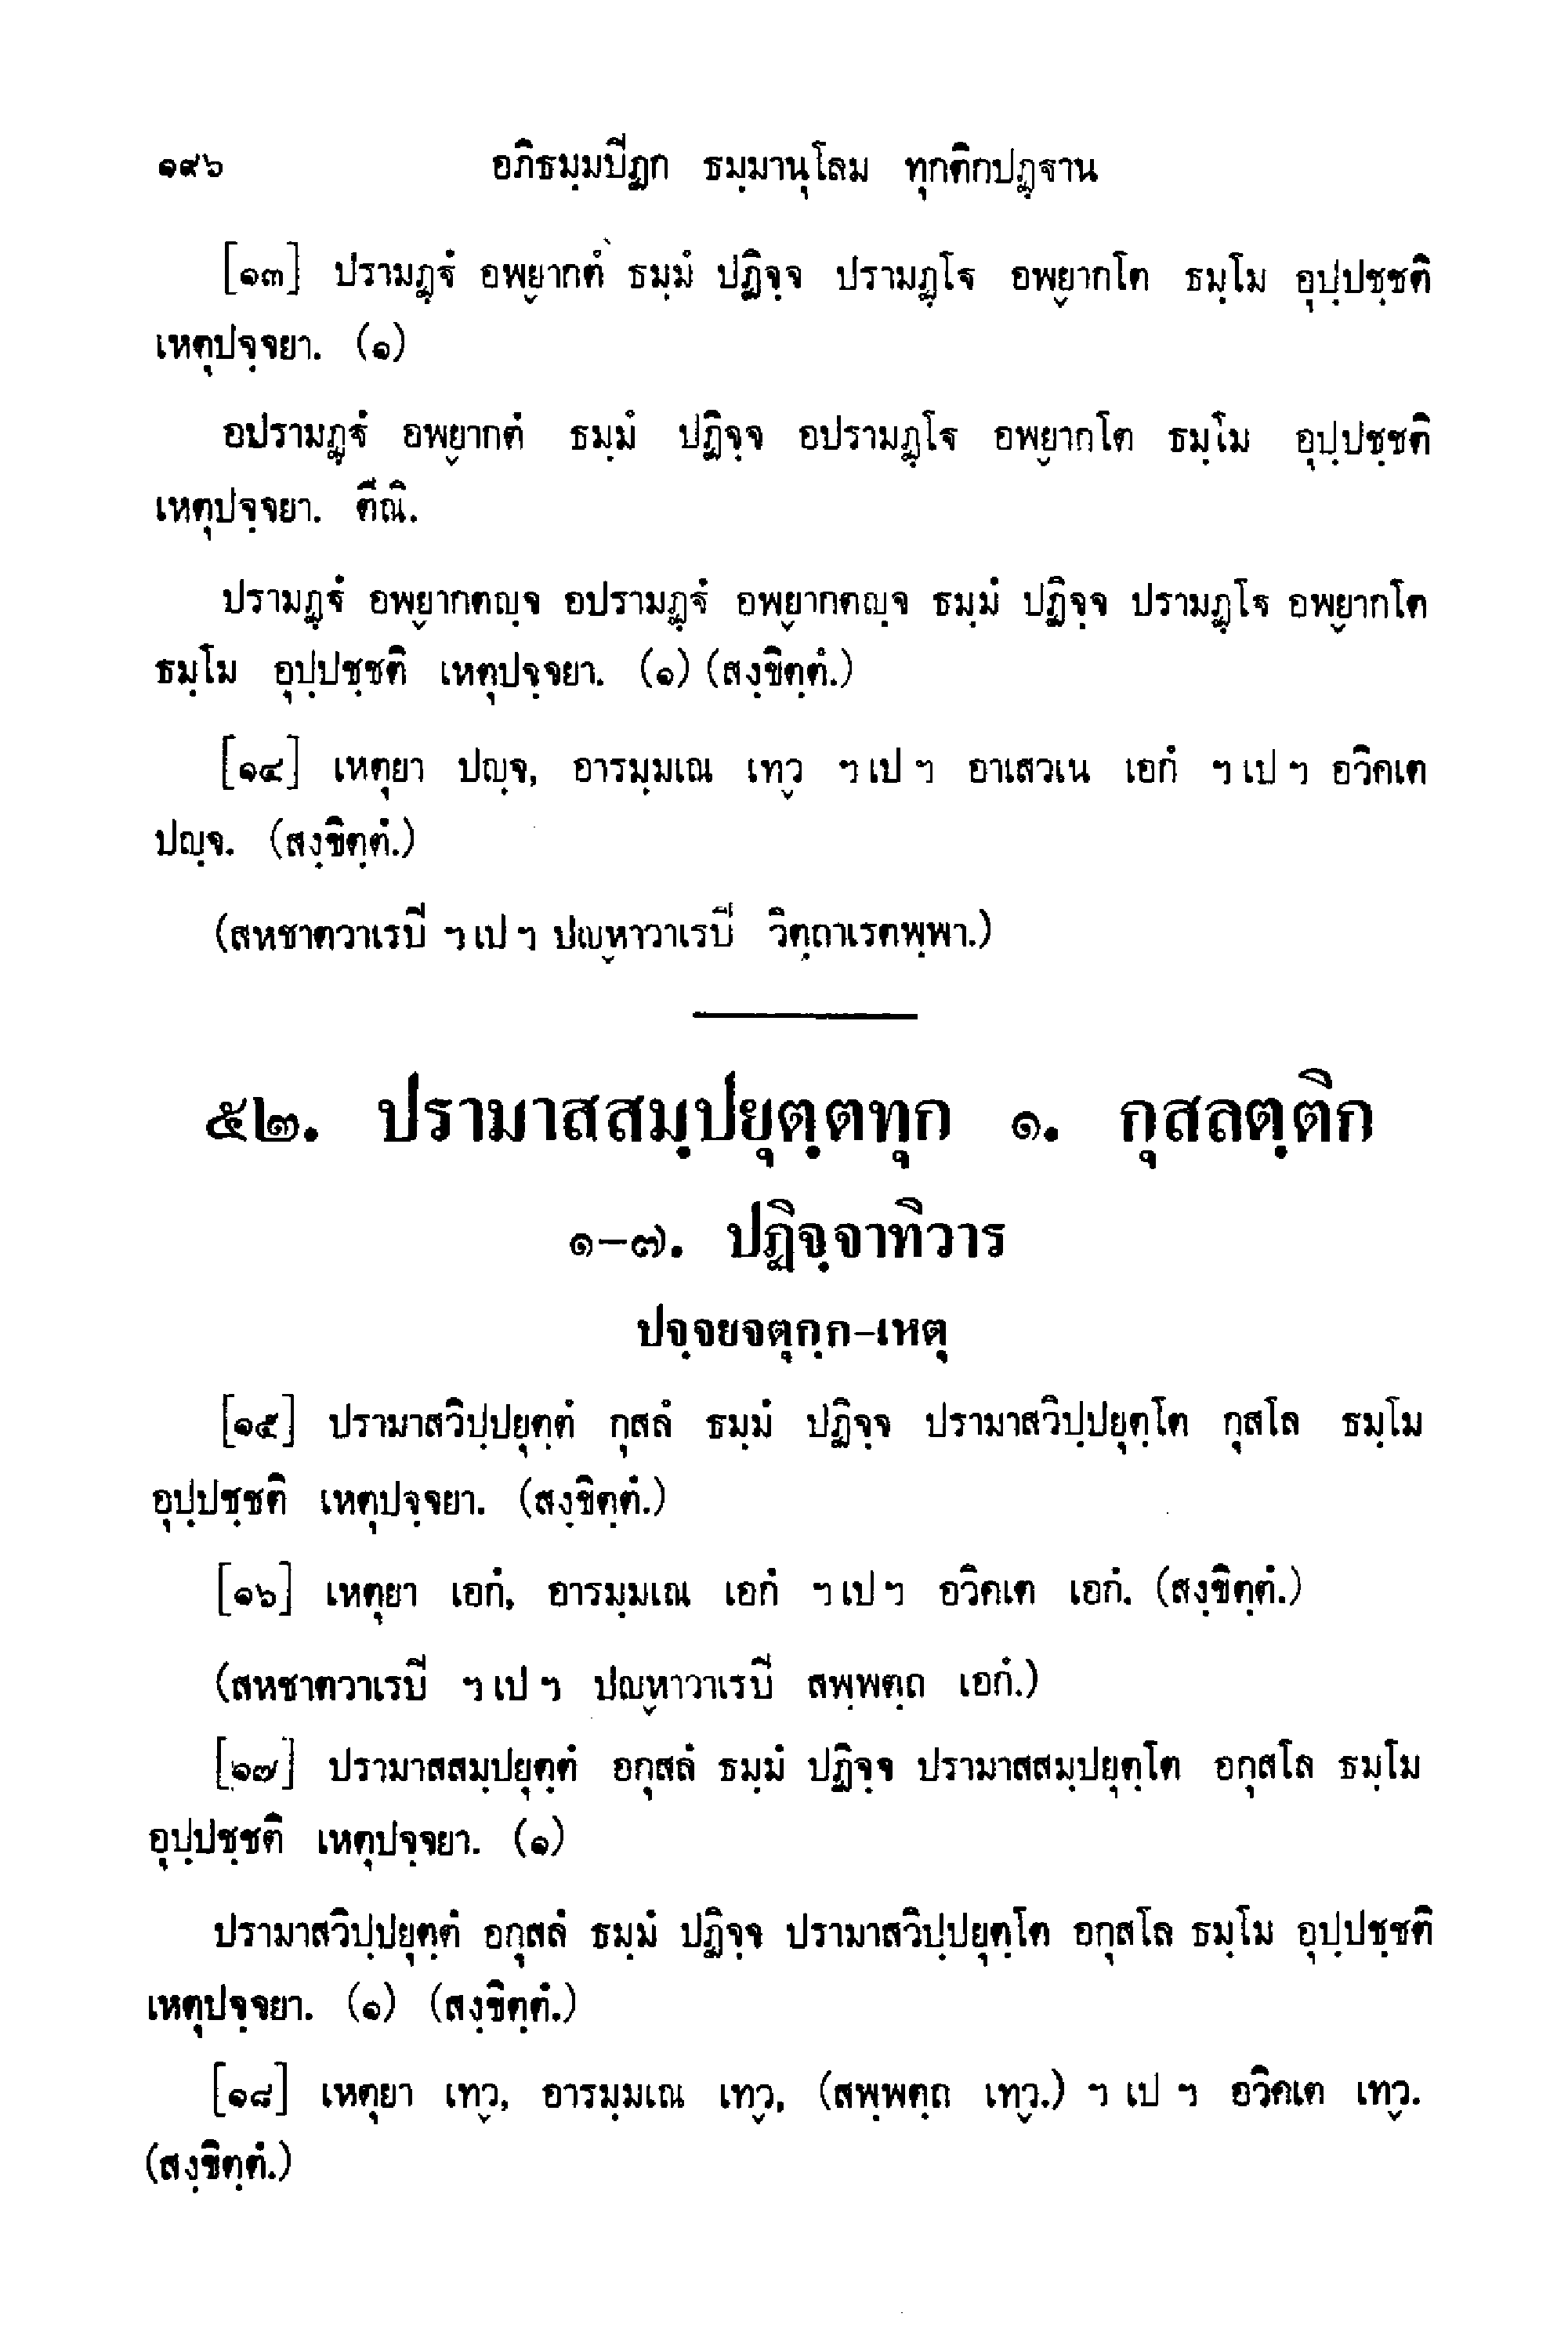 ๑๙๖ อภิธมฺมปิฏก ธมฺมานุโลม ทุกติกปฏฺฐาน
[๑๓] ปรามฏฺฐํ อพฺยากตํ ธมฺมํ ปฏิจฺจ ปรามฏฺโฐ อพฺยากโต ธมฺโม อุปฺปชฺชติ
เหตุปจฺจยา. (๑)
อปรามฏฺฐํ อพฺยากตํ ธมฺมํ ปฏิจฺจ อปรามฏฺโฐ อพฺยากโต ธมฺโม อุปฺปชฺชติ
เหตุปจฺจยา. ตีณิ.
ปรามฏฺฐํ อพฺยากตญฺจ อปรามฏฺฐํ อพฺยากตญฺจ ธมฺมํ ปฏิจฺจ ปรามฏฺโฐ อพฺยากโต
ธมฺโม อุปฺปชฺชติ เหตุปจฺจยา. (๑) (สงฺขิตฺตํ.)
[๑๔] เหตุยา ปญฺจ, อารมฺมเณ เทฺว ฯ เป ฯ อาเสวเน เอกํ ฯ เป ฯ อวิคเต
ปญฺจ. (สงฺขิตฺตํ.)
(สหชาตวาเรปิ ฯ เป ฯ ปญฺหาวาเรปิ วิตฺถาเรตพฺพา.)
๕๒. ปรามาสสมฺปยุตฺตทุก ๑. กุสลตฺติก
๑-๗. ปฏิจฺจาทิวาร
ปจฺจยจตุกฺก-เหตุ
[๑๕] ปรามาสวิปฺปยุตฺตํ กุสลํ ธมฺมํ ปฏิจฺจ ปรามาสวิปฺปยุตฺโต กุสโล ธมฺโม
อุปฺปชฺชติ เหตุปจฺจยา. (สงฺขิตฺตํ.)
[๑๖] เหตุยา เอกํ, อารมฺมเณ เอกํ ฯ เป ฯ อวิคเต เอกํ. (สงฺขิตฺตํ.)
(สหชาตวาเรปิ ฯ เป ฯ ปญฺหาวาเรปิ สพฺพตฺถ เอกํ.)
[๑๗] ปรามาสสมฺปยุตฺตํ อกุสลํ ธมฺมํ ปฏิจฺจ ปรามาสสมฺปยุตฺโต อกุสโล ธมฺโม
อุปฺปชฺชติ เหตุปจฺจยา. (๑)
ปรามาสวิปฺปยุตฺตํ อกุสลํ ธมฺมํ ปฏิจฺจ ปรามาสวิปฺปยุตฺโต อกุสโล ธมฺโม อุปฺปชฺชติ
เหตุปจฺจยา. (๑) (สงฺขิตฺตํ.)
[๑๘] เหตุยา เทฺว, อารมฺมเณ เทฺว, (สพฺพตฺถ เทฺว.) ฯ เป ฯ อวิคเต เทฺว.
(สงฺขิตฺตํ.)